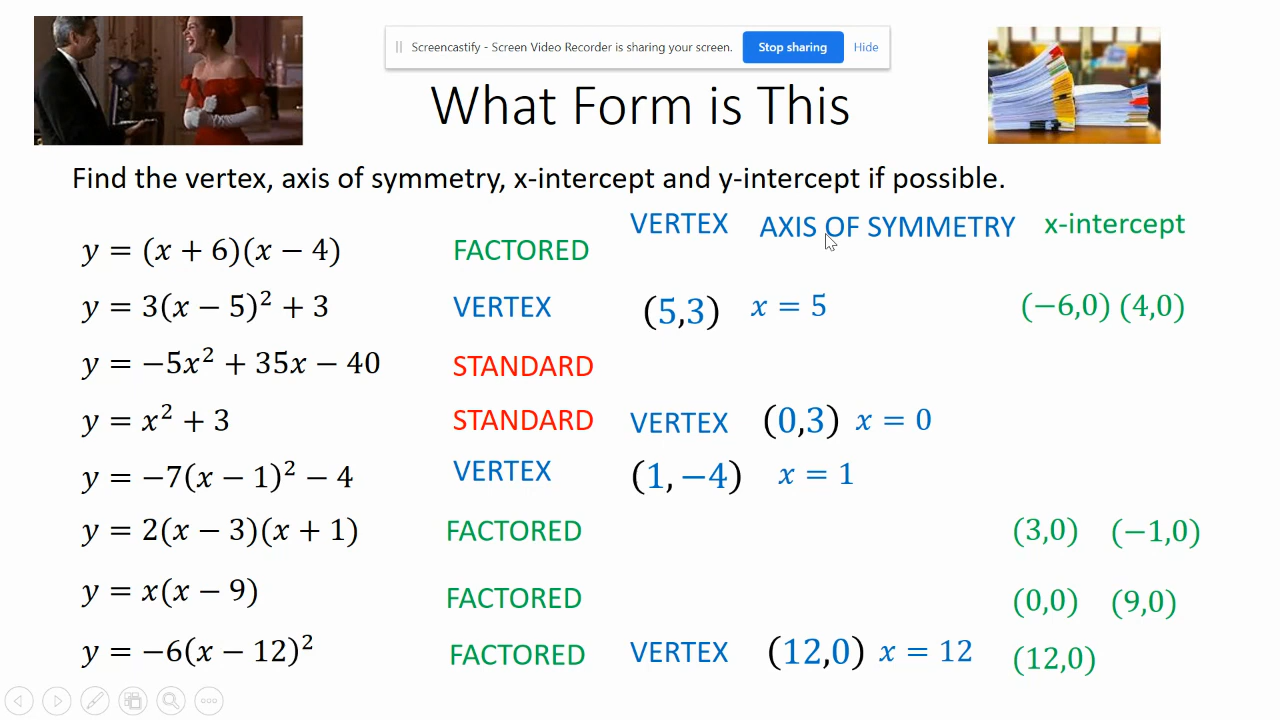 Screencastify - Screen Video Recorder is sharing your screen. Stop sharing Hide
What Form is This
Find the vertex, axis of symmetry, x-intercept and y-intercept if possible.
VERTEX AXIS OF SYMMETRY x-intercept
y = (x + 6)(x − 4) FACTORED
y = 3(x − 5)² + 3 VERTEX (5,3) x = 5 (−6,0) (4,0)
y = −5x² + 35x − 40 STANDARD
y = x² + 3 STANDARD VERTEX (0,3) x = 0
y = −7(x − 1)² − 4 VERTEX (1, −4) x = 1
y = 2(x − 3)(x + 1) FACTORED (3,0) (−1,0)
y = x(x − 9) FACTORED (0,0) (9,0)
y = −6(x − 12)² FACTORED VERTEX (12,0) x = 12 (12,0)